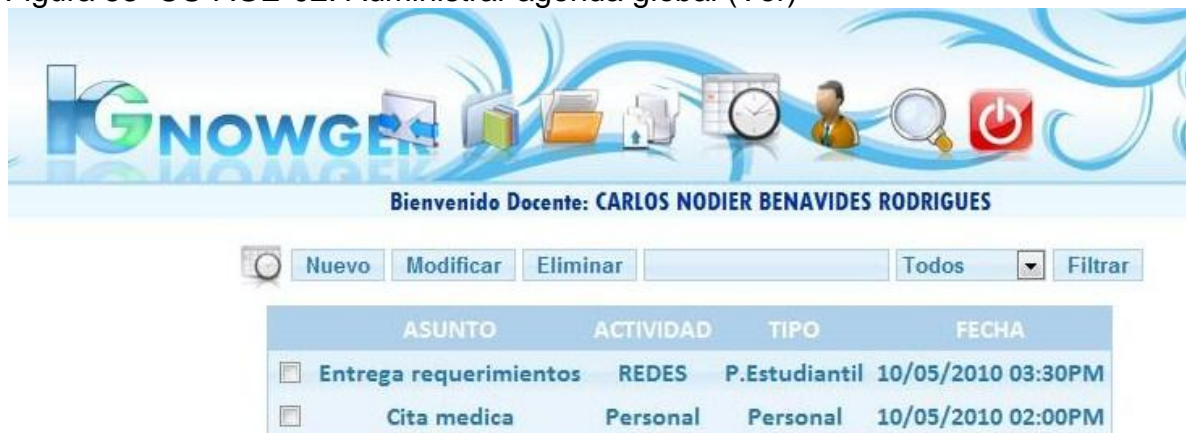 KGNOWGER
Bienvenido Docente: CARLOS NODIER BENAVIDES RODRIGUES
Nuevo Modificar Eliminar Todos Filtrar
ASUNTO ACTIVIDAD TIPO FECHA
Entrega requerimientos REDES P.Estudiantil 10/05/2010 03:30PM
Cita medica Personal Personal 10/05/2010 02:00PM